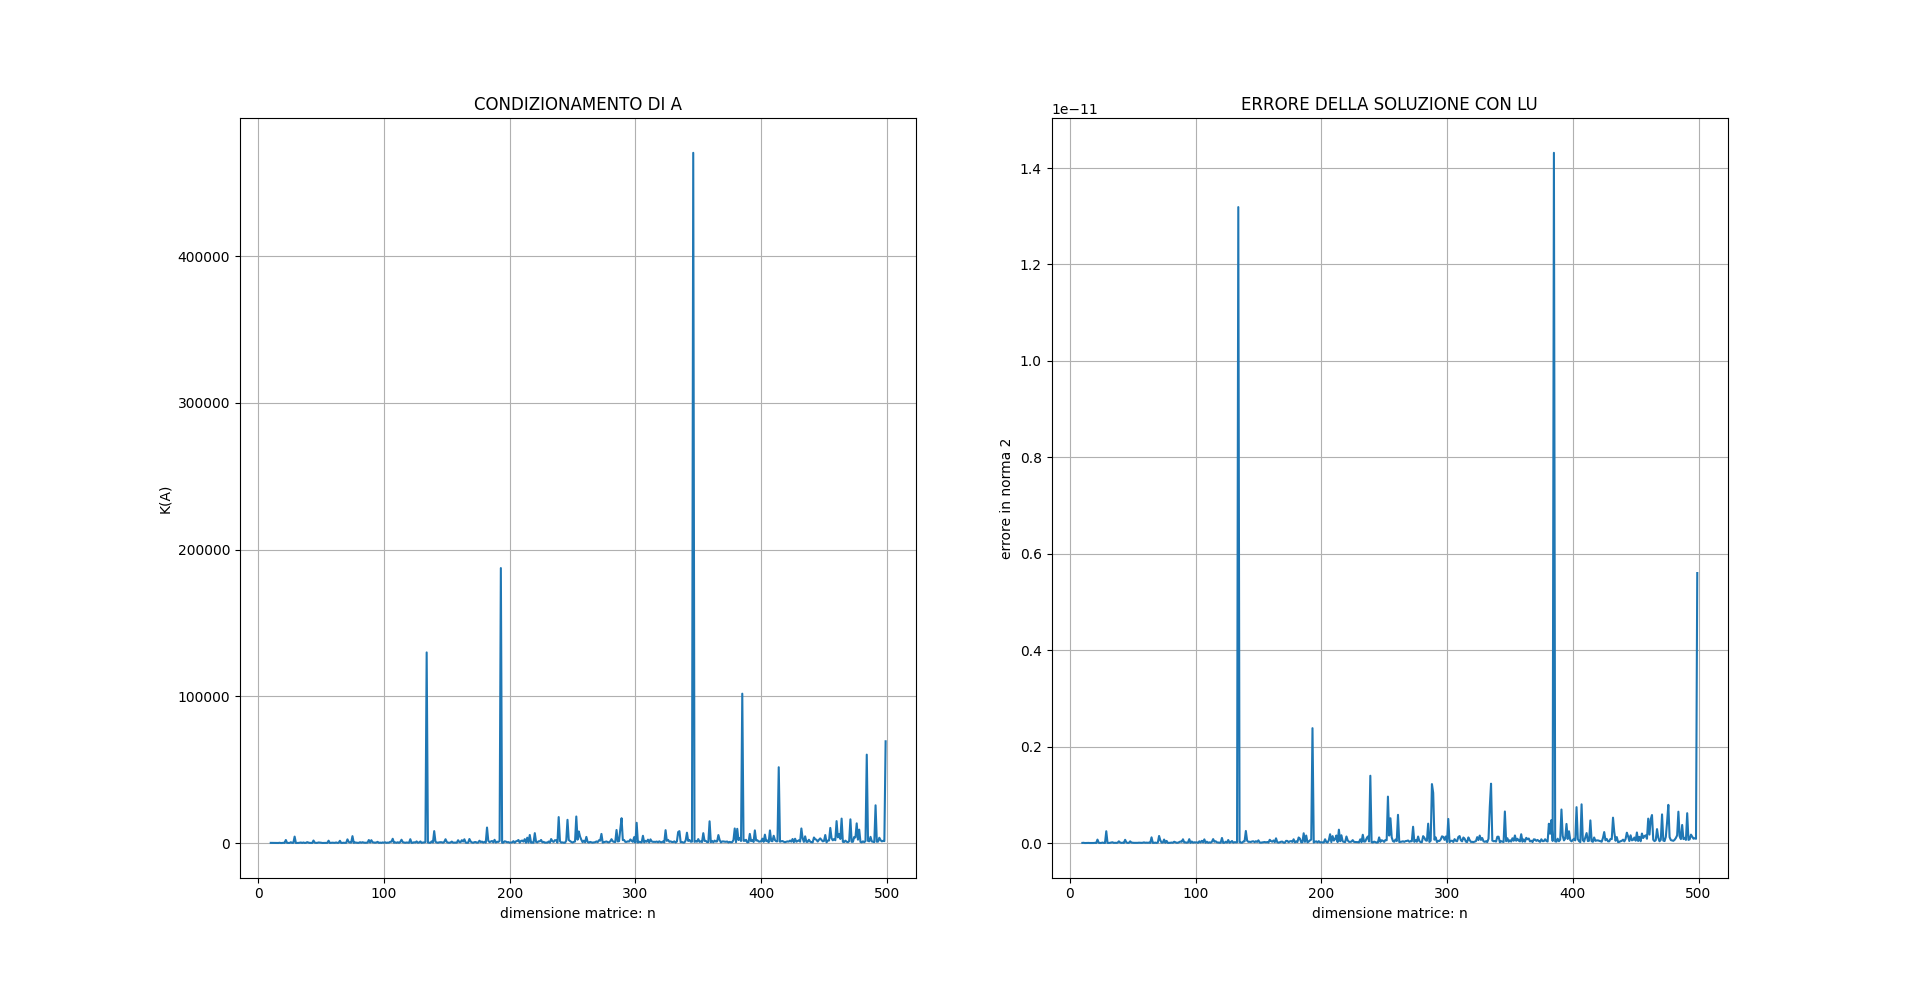 CONDIZIONAMENTO DI A
K(A)
400000
300000
200000
100000
0
0 100 200 300 400 500
dimensione matrice: n
ERRORE DELLA SOLUZIONE CON LU
1e−11
errore in norma 2
1.4
1.2
1.0
0.8
0.6
0.4
0.2
0.0
0 100 200 300 400 500
dimensione matrice: n